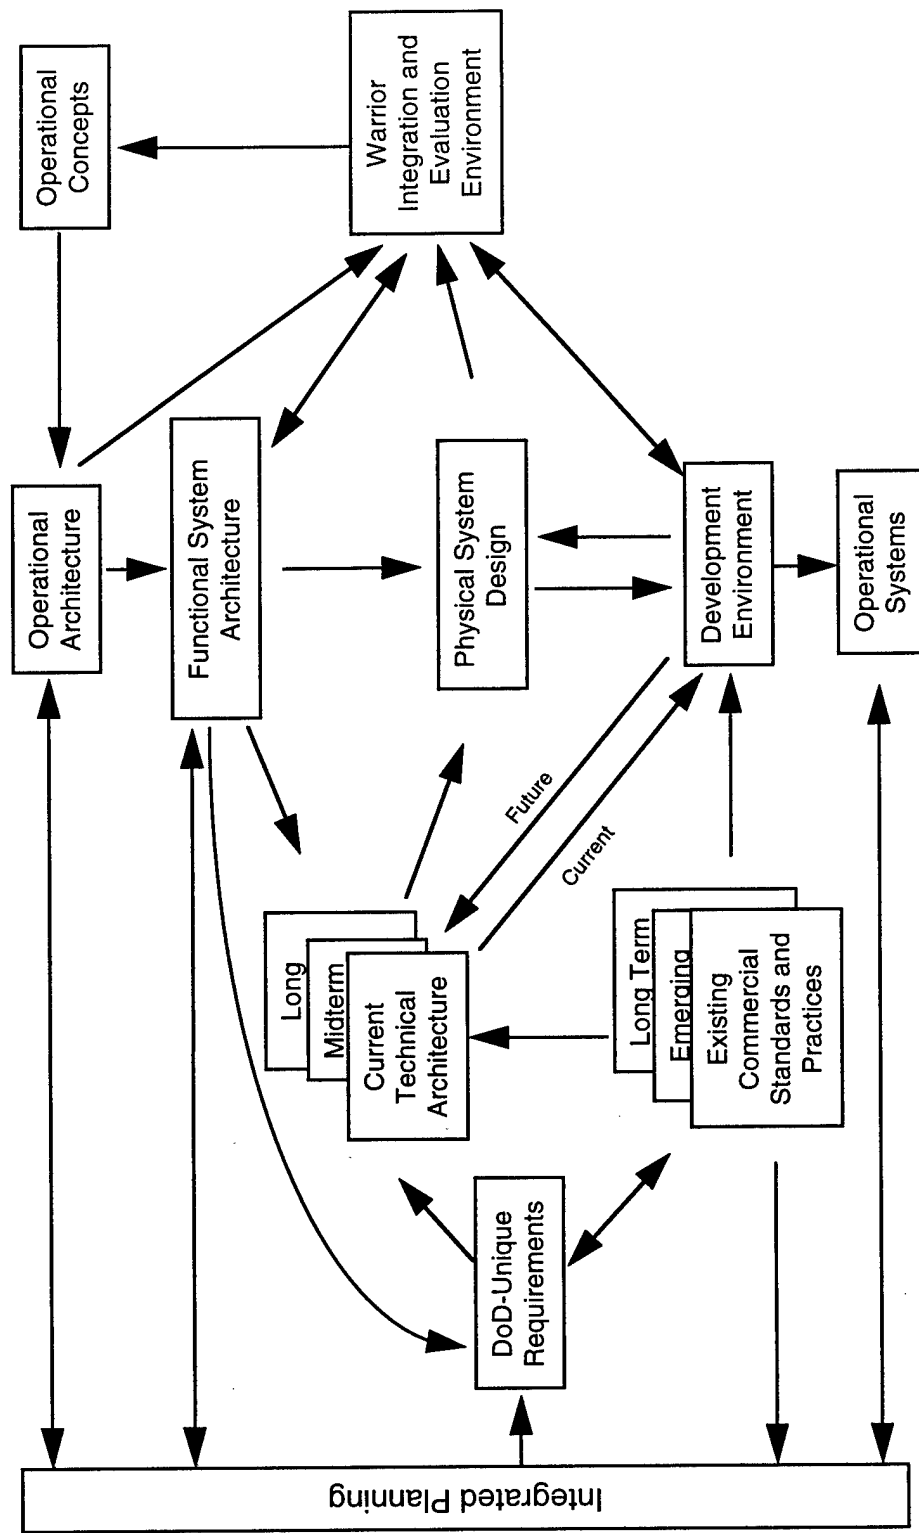 Operational
Concepts
Warrior
Integration and
Evaluation
Environment
Operational
Architecture
Functional System
Architecture
Physical System
Design
Development
Environment
Operational
Systems
Future
Current
Long
Midterm
Current
Technical
Architecture
Long Term
Emerging
Existing
Commercial
Standards and
Practices
DoD-Unique
Requirements
Integrated Planning